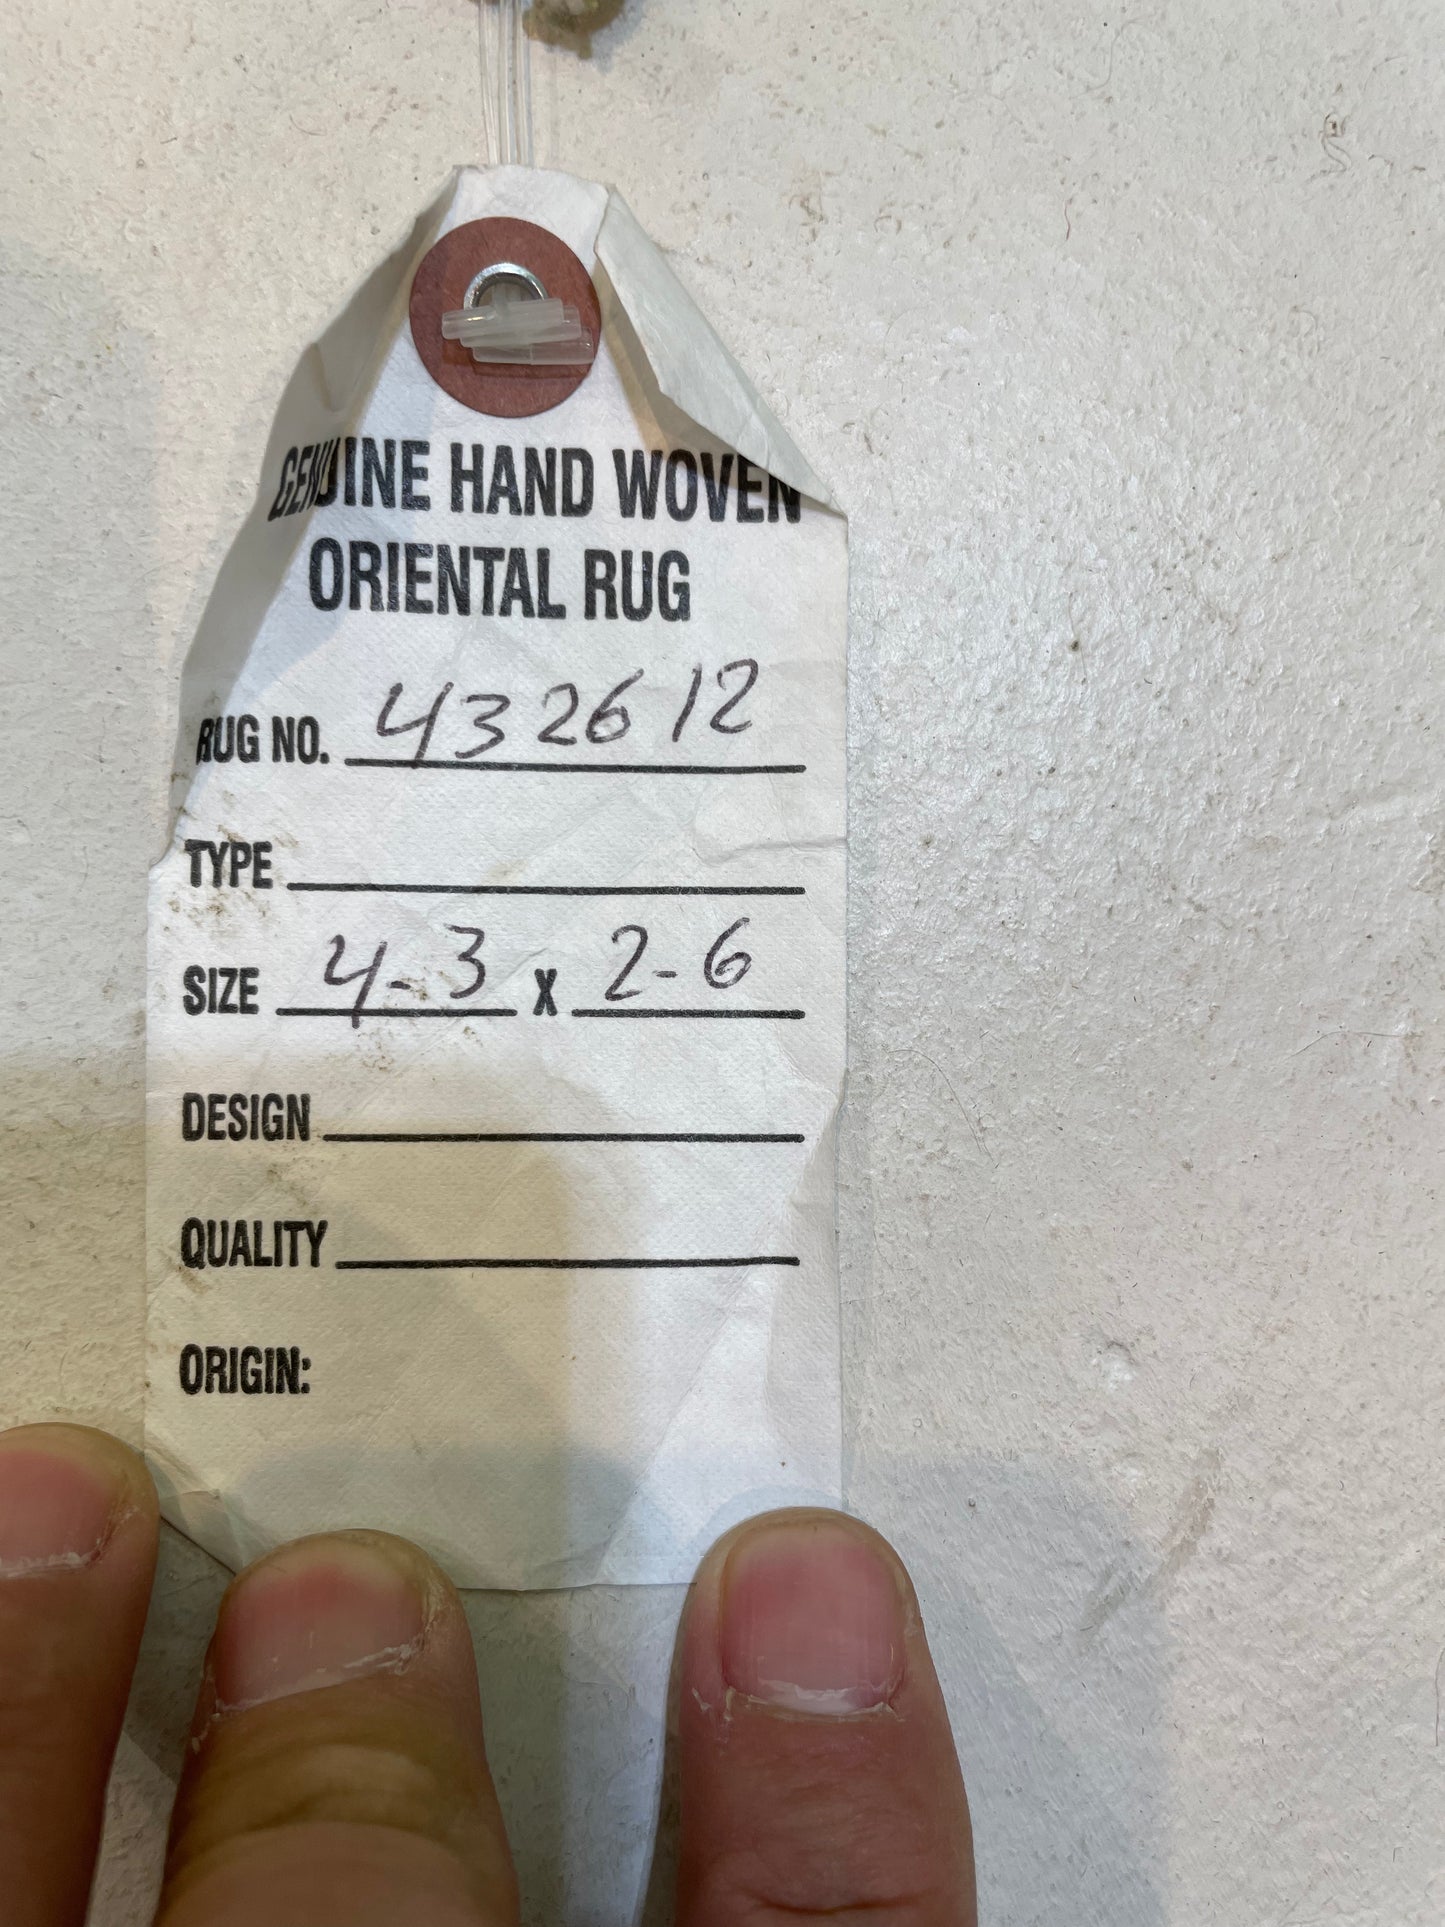 GENUINE HAND WOVEN
ORIENTAL RUG
RUG NO. 432612
TYPE
SIZE 4-3 X 2-6
DESIGN
QUALITY
ORIGIN: